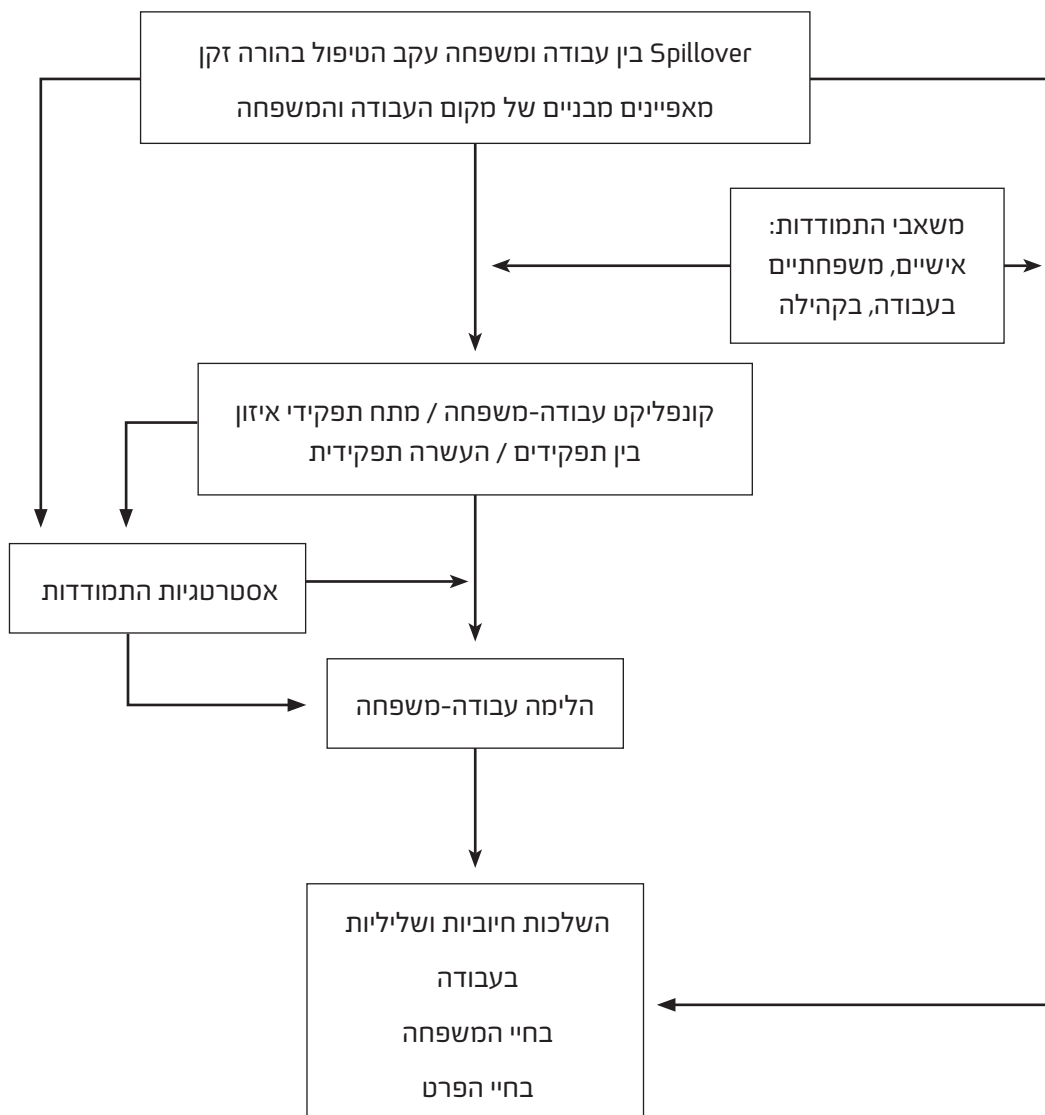 Spillover בין עבודה ומשפחה עקב הטיפול בהורה זקן
מאפיינים מבניים של מקום העבודה והמשפחה
משאבי התמודדות:
אישיים, משפחתיים
בעבודה, בקהילה
קונפליקט עבודה-משפחה / מתח תפקידי איזון
בין תפקידים / העשרה תפקידית
אסטרטגיות התמודדות
הלימה עבודה-משפחה
השלכות חיוביות ושליליות
בעבודה
בחיי המשפחה
בחיי הפרט